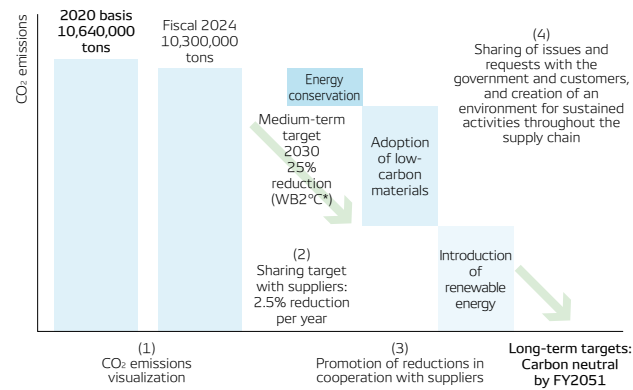 CO₂ emissions
2020 basis
10,640,000
tons
Fiscal 2024
10,300,000
tons
Energy
conservation
Medium-term
target
2030
25%
reduction
(WB2°C*)
Adoption
of low-
carbon
materials
(4)
Sharing of issues and
requests with the
government and customers,
and creation of an
environment for sustained
activities throughout the
supply chain
(2)
Sharing target
with suppliers:
2.5% reduction
per year
Introduction
of
renewable
energy
(1)
CO₂ emissions
visualization
(3)
Promotion of reductions in
cooperation with suppliers
Long-term targets:
Carbon neutral
by FY2051